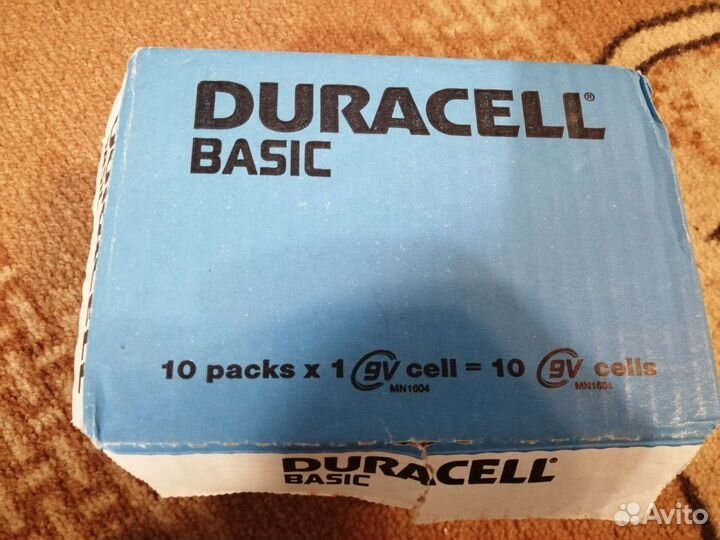 DURACELL®
BASIC
10 packs x 1 9V cell = 10 9V cells
MN1604 MN1604
DURACELL®
BASIC
Avito